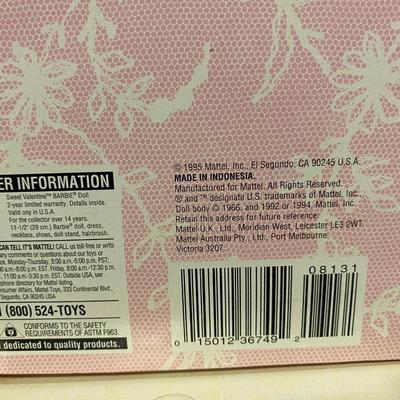 ER INFORMATION
Sweet Valentine™ BARBIE® Doll
2-year limited warranty. Details inside.
Valid only in U.S.A.
For the collector over 14 years.
11-1/2" (29 cm.) Barbie® doll, dress,
necklace, shoes, doll stand, hairbrush.
CAN TELL IT'S MATTEL! CALL us toll-free or write
any comments or questions about our toys or
Monday-Thursday, 8:00 a.m.-5:00 p.m. PST;
a.m.-8:00 p.m. EST, Friday, 8:00 a.m.-12:30 p.m.
11:00 a.m.-3:30 p.m. EST. Outside USA, see
telephone directory for Mattel listing.
Consumer Affairs, Mattel Toys, 333 Continental Blvd.,
Segundo, CA 90245 USA
1 (800) 524-TOYS
CONFORMS TO THE SAFETY
REQUIREMENTS OF ASTM F963.
e dedicated to quality products.
© 1995 Mattel, Inc., El Segundo, CA 90245 U.S.A.
MADE IN INDONESIA.
Manufactured for Mattel. All Rights Reserved.
® and ™ designate U.S. trademarks of Mattel, Inc.,
Doll body © 1966, and 1992 or 1994 Mattel, Inc.
Retain this address for future reference:
Mattel U.K., Ltd., Meridian West, Leicester LE3 2WT.
Mattel Australia Pty., Ltd., Port Melbourne,
Victoria 3207.
08131
0 15012 36749 2